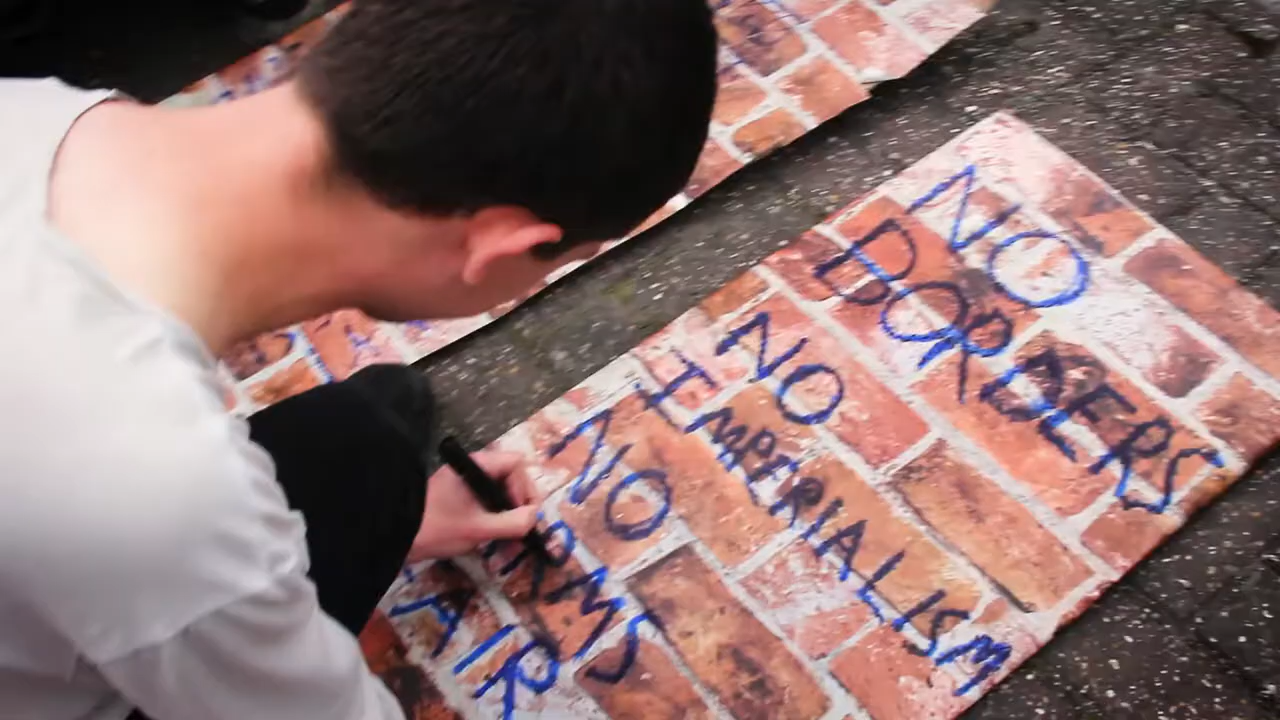 NO
BORDERS
NO
IMPERIALISM
NO
ARMS
FAIR